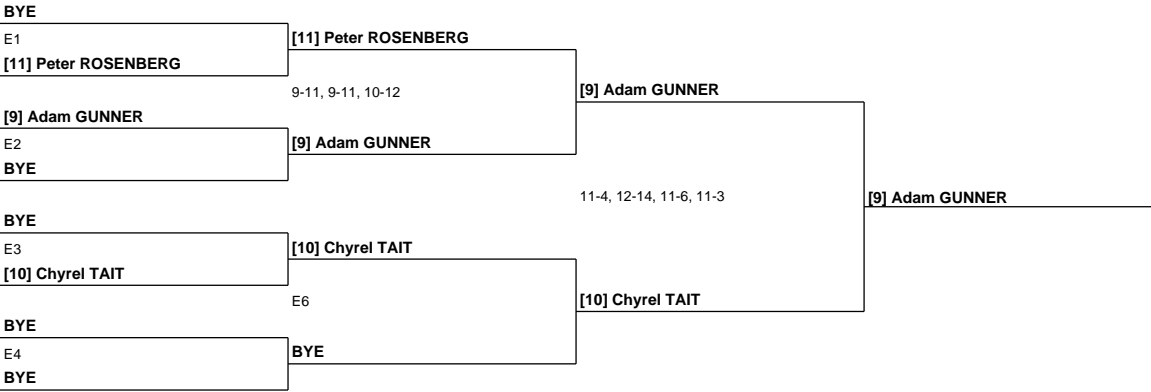 BYE
E1
[11] Peter ROSENBERG
[11] Peter ROSENBERG
9-11, 9-11, 10-12
[9] Adam GUNNER
[9] Adam GUNNER
E2
[9] Adam GUNNER
BYE
11-4, 12-14, 11-6, 11-3
[9] Adam GUNNER
BYE
E3
[10] Chyrel TAIT
[10] Chyrel TAIT
E6
[10] Chyrel TAIT
BYE
E4
BYE
BYE